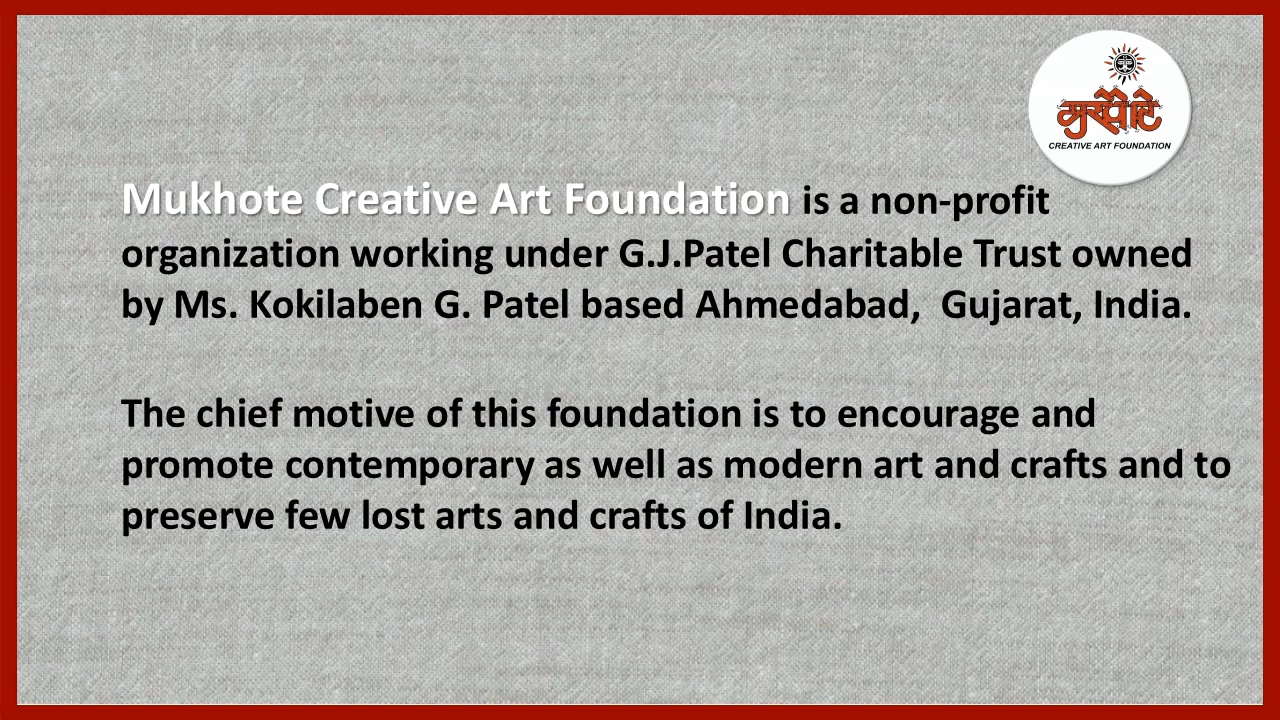 मुखौटे
CREATIVE ART FOUNDATION
Mukhote Creative Art Foundation is a non-profit
organization working under G.J.Patel Charitable Trust owned
by Ms. Kokilaben G. Patel based Ahmedabad,  Gujarat, India.
The chief motive of this foundation is to encourage and
promote contemporary as well as modern art and crafts and to
preserve few lost arts and crafts of India.